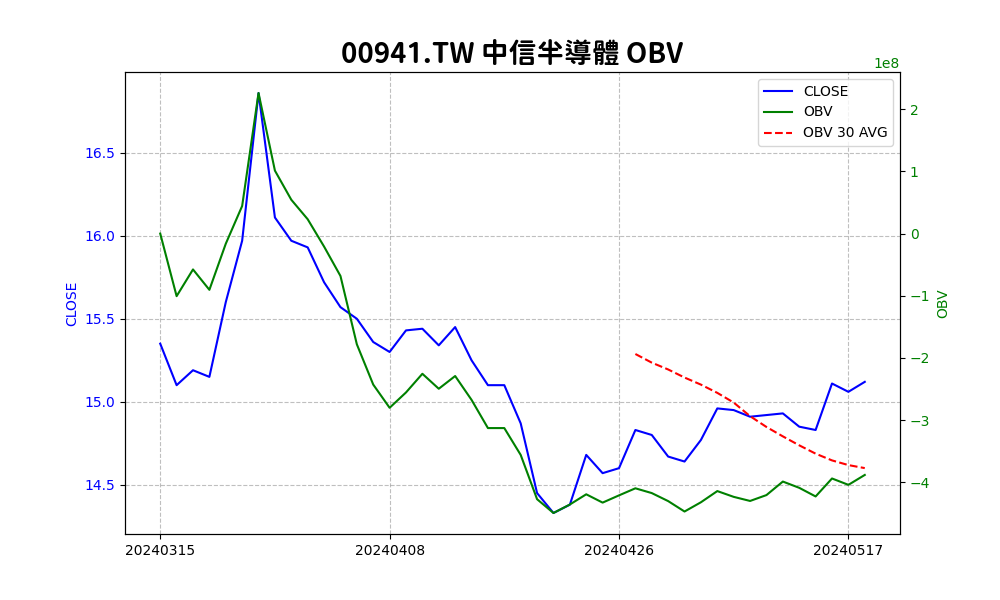 00941.TW 中信半導體 OBV
1e8
CLOSE
OBV
OBV 30 AVG
16.5
16.0
15.5
15.0
14.5
CLOSE
2
1
0
−1
−2
−3
−4
OBV
20240315
20240408
20240426
20240517